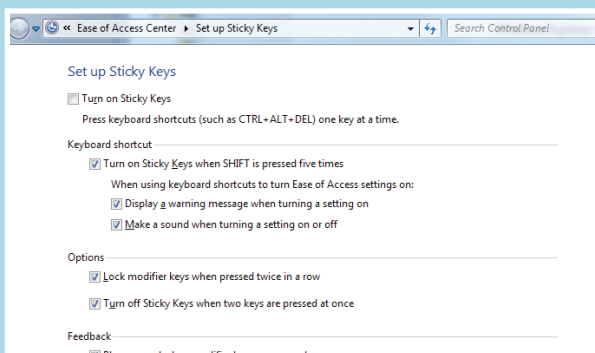 « Ease of Access Center Set up Sticky Keys Search Control Panel
Set up Sticky Keys
Turn on Sticky Keys
Press keyboard shortcuts (such as CTRL+ALT+DEL) one key at a time.
Keyboard shortcut
Turn on Sticky Keys when SHIFT is pressed five times
When using keyboard shortcuts to turn Ease of Access settings on:
Display a warning message when turning a setting on
Make a sound when turning a setting on or off
Options
Lock modifier keys when pressed twice in a row
Turn off Sticky Keys when two keys are pressed at once
Feedback